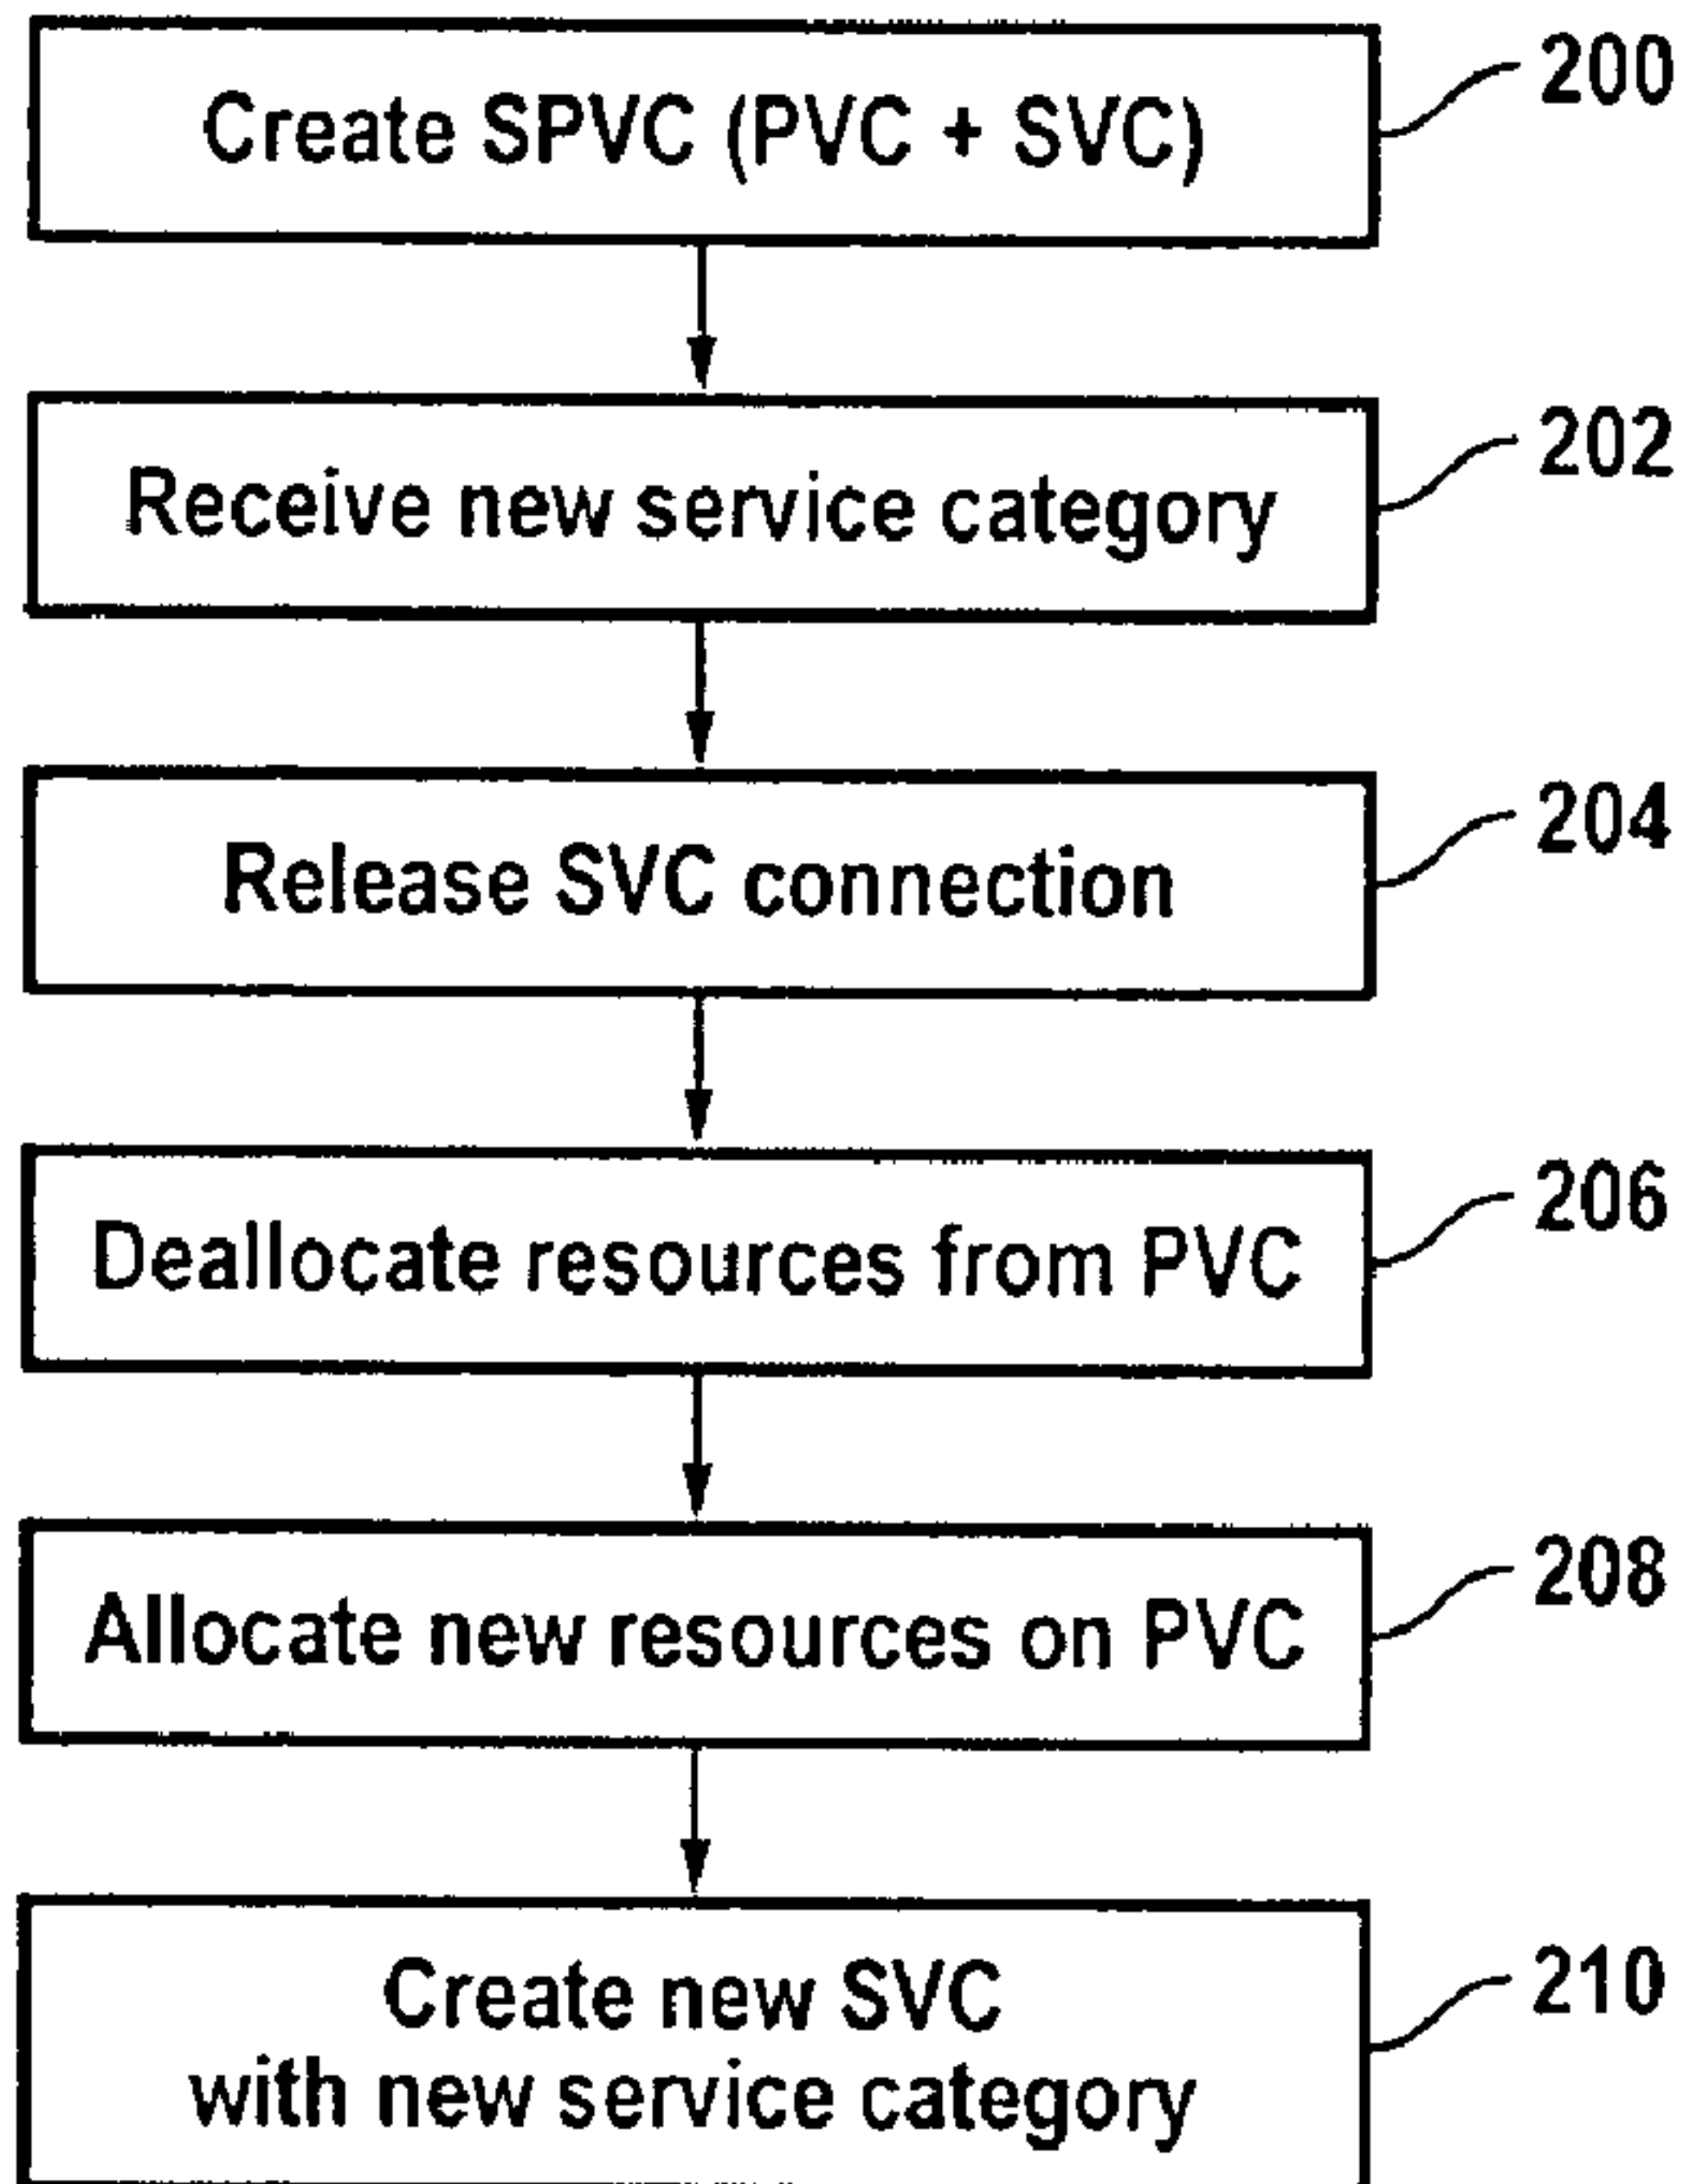 Create SPVC (PVC + SVC)
200
Receive new service category
202
Release SVC connection
204
Deallocate resources from PVC
206
Allocate new resources on PVC
208
Create new SVC
with new service category
210